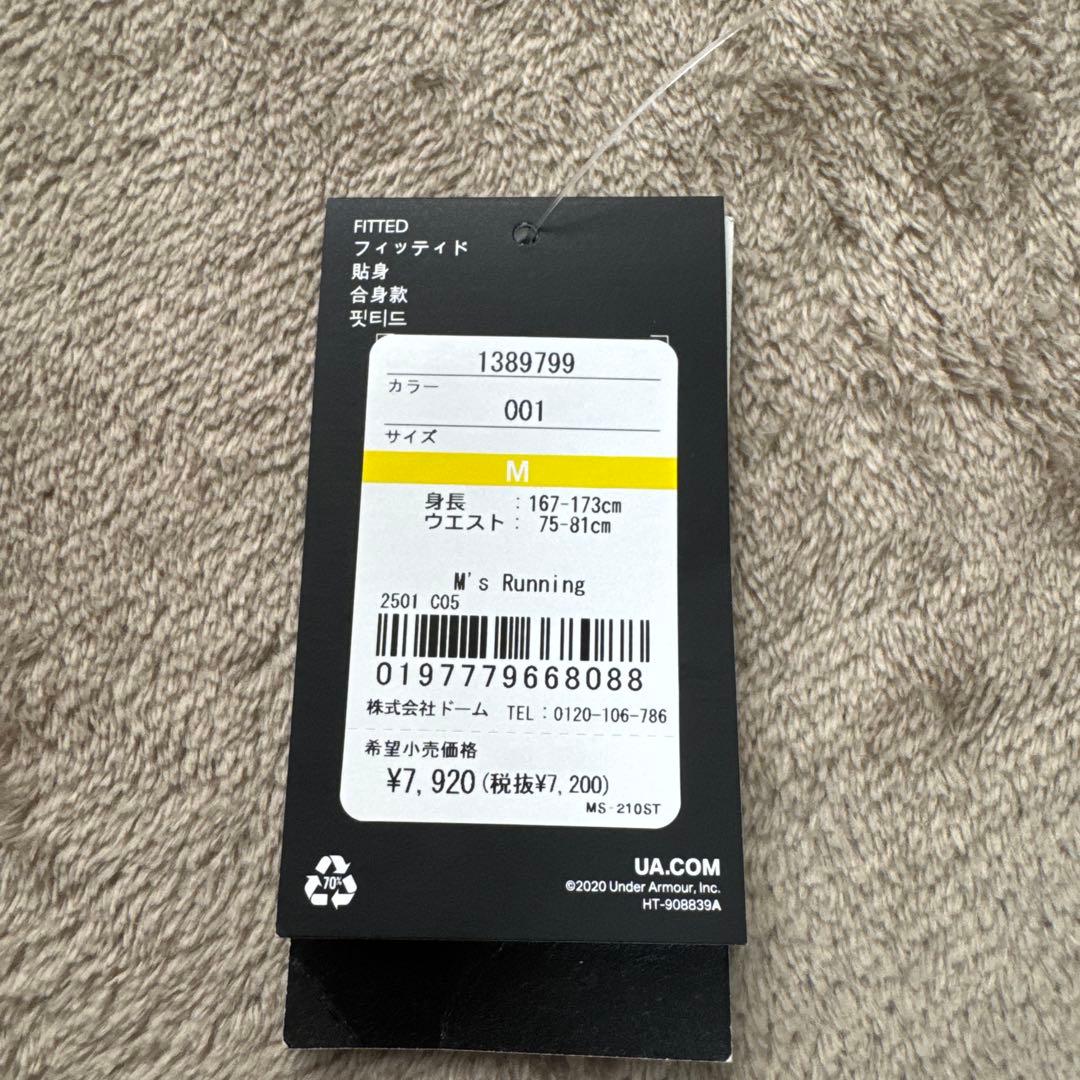 FITTED
フィッティド
貼身
合身款
핏티드
1389799
カラー
001
サイズ
M
身長 : 167-173cm
ウエスト : 75-81cm
M's Running
2501 C05
0197779668088
株式会社ドーム TEL : 0120-106-786
希望小売価格
¥7,920(税抜¥7,200)
MS-210ST
70%
UA.COM
©2020 Under Armour, Inc.
HT-908839A